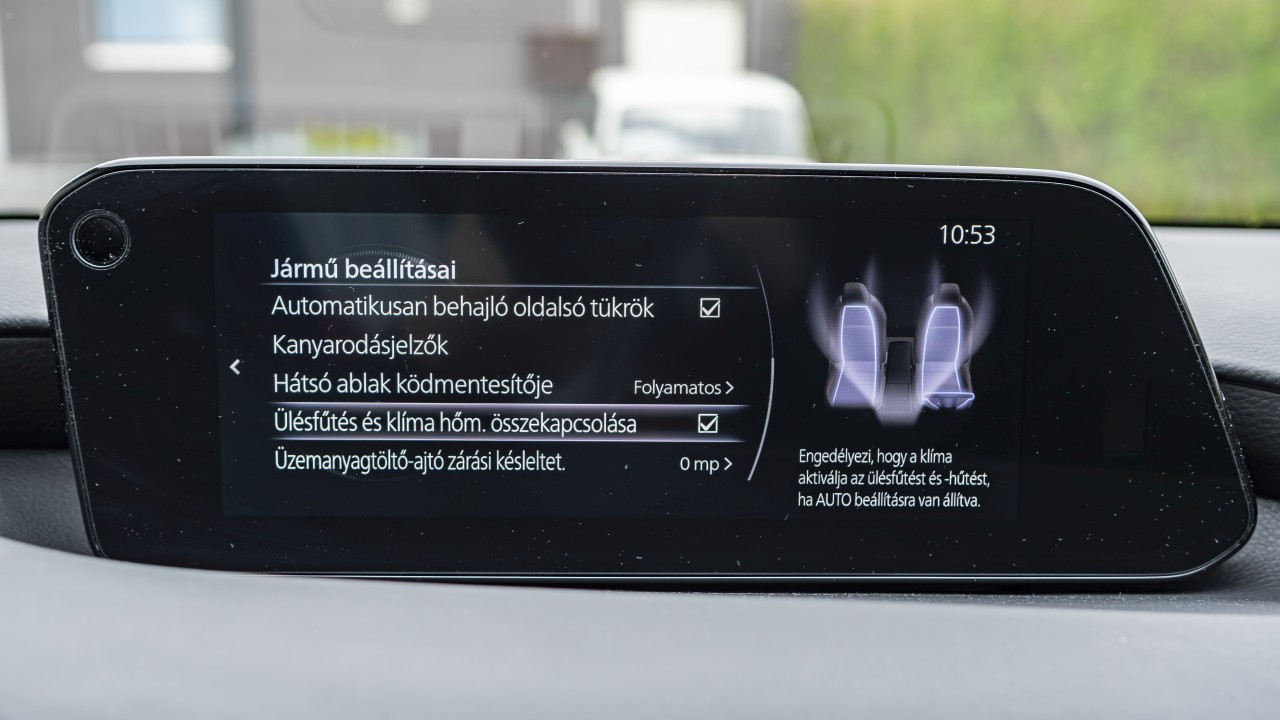 10:53
Jármű beállításai
Automatikusan behajló oldalsó tükrök
Kanyarodásjelzők
Hátsó ablak ködmentesítője Folyamatos
Ülésfűtés és klíma hőm. összekapcsolása
Üzemanyagtöltő-ajtó zárási késleltet. 0 mp
Engedélyezi, hogy a klíma
aktiválja az ülésfűtést és -hűtést,
ha AUTO beállításra van állítva.